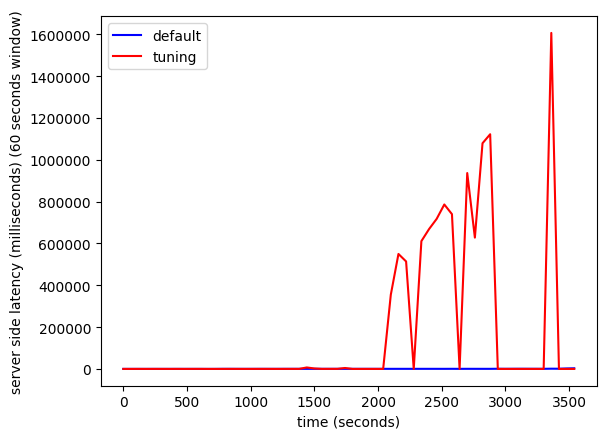 server side latency (milliseconds) (60 seconds window)
1600000
1400000
1200000
1000000
800000
600000
400000
200000
0
default
tuning
0 500 1000 1500 2000 2500 3000 3500
time (seconds)